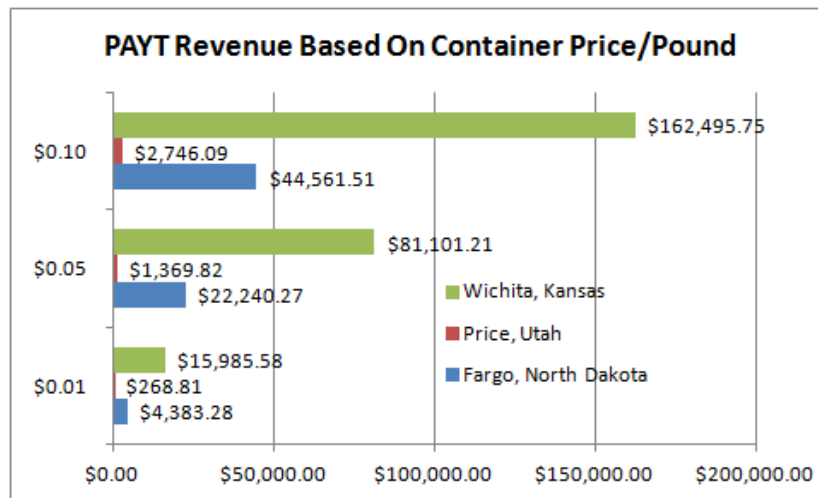 PAYT Revenue Based On Container Price/Pound
$162,495.75
$0.10
$2,746.09
$44,561.51
$81,101.21
$0.05
$1,369.82
$22,240.27
Wichita, Kansas
Price, Utah
$15,985.58
$0.01
$268.81
Fargo, North Dakota
$4,383.28
$0.00 $50,000.00 $100,000.00 $150,000.00 $200,000.00